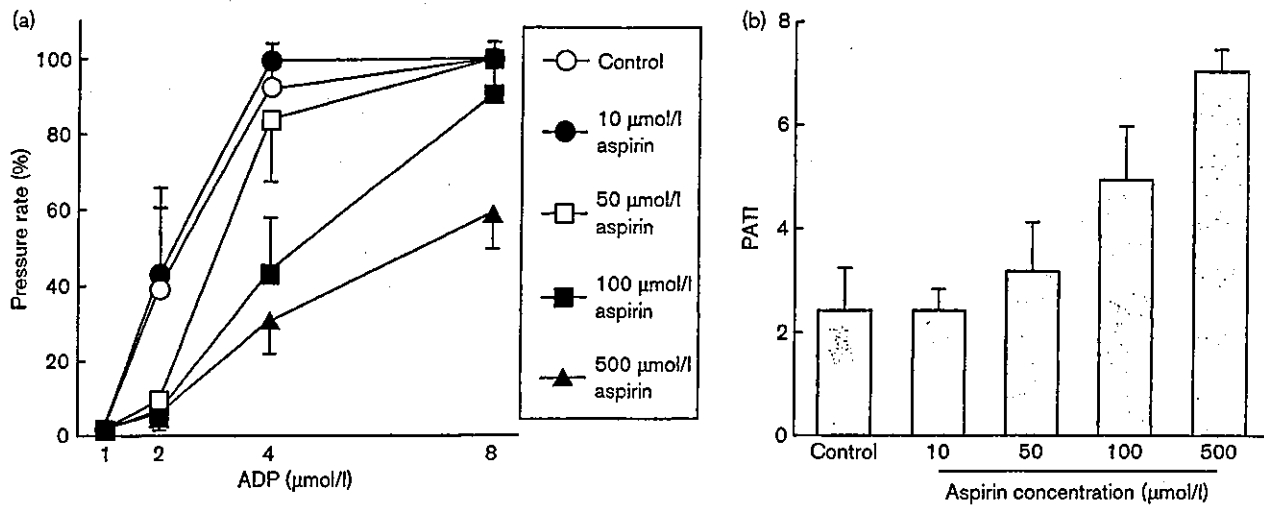 (a)
Pressure rate (%)
100
80
60
40
20
0
1 2 4 8
ADP (μmol/l)
Control
10 μmol/l
aspirin
50 μmol/l
aspirin
100 μmol/l
aspirin
500 μmol/l
aspirin
(b)
PATI
8
6
4
2
0
Control 10 50 100 500
Aspirin concentration (μmol/l)